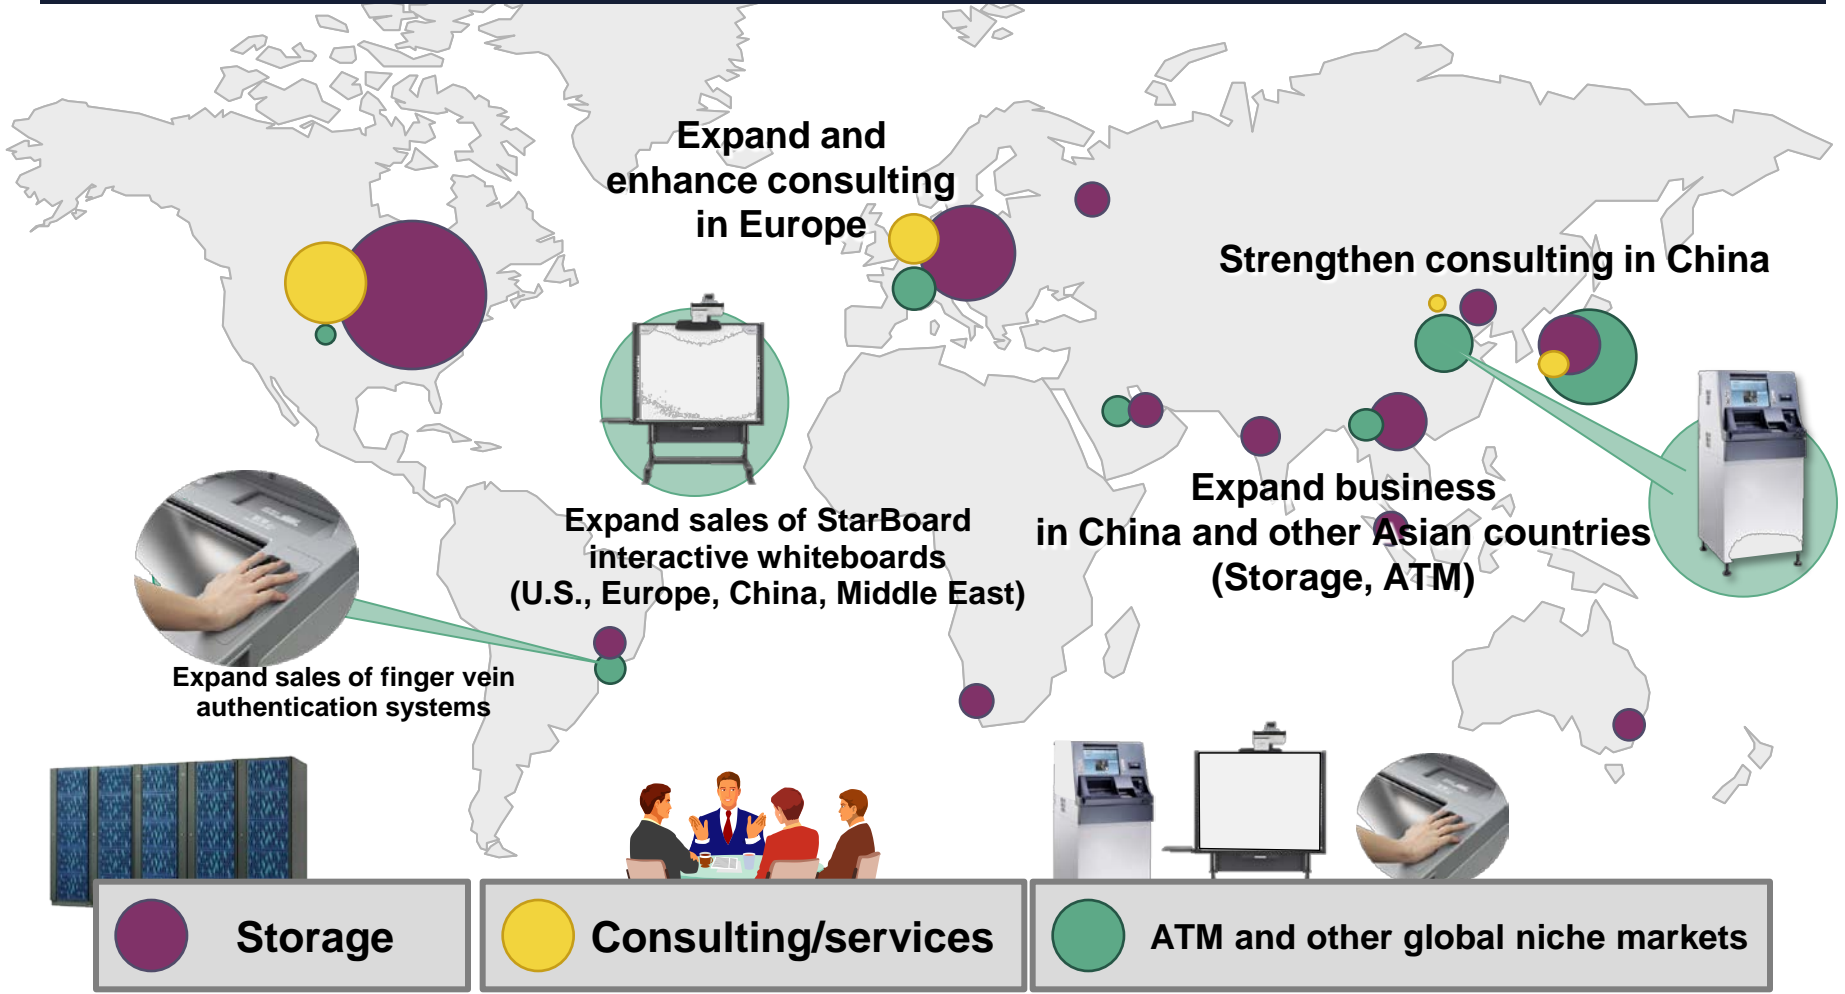 Expand and
enhance consulting
in Europe
Strengthen consulting in China
Expand business
in China and other Asian countries
(Storage, ATM)
Expand sales of StarBoard
interactive whiteboards
(U.S., Europe, China, Middle East)
Expand sales of finger vein
authentication systems
Storage
Consulting/services
ATM and other global niche markets